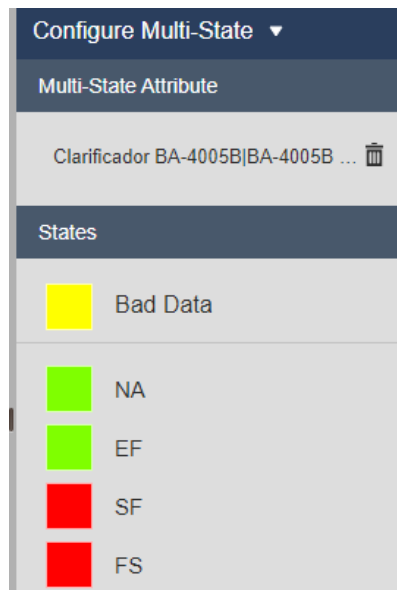 Configure Multi-State ▼
Multi-State Attribute
Clarificador BA-4005B|BA-4005B ...
States
Bad Data
NA
EF
SF
FS